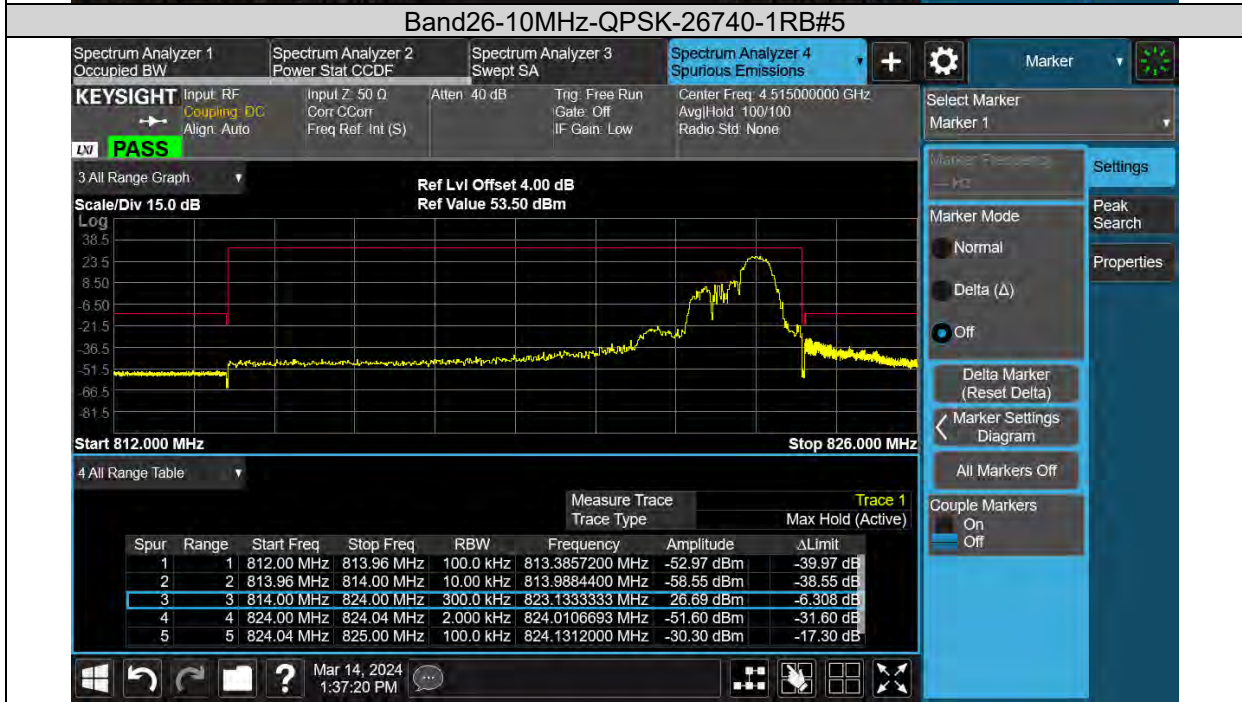 Band26-10MHz-QPSK-26740-1RB#5
Spectrum Analyzer 1
Occupied BW
Spectrum Analyzer 2
Power Stat CCDF
Spectrum Analyzer 3
Swept SA
Spectrum Analyzer 4
Spurious Emissions
+
Marker
KEYSIGHT
LXI
PASS
Input: RF
Coupling: DC
Align: Auto
Input Z: 50 Ω
Corr CCorr
Freq Ref: Int (S)
Atten: 40 dB
Trig: Free Run
Gate: Off
IF Gain: Low
Center Freq: 4.515000000 GHz
Avg|Hold: 100/100
Radio Std: None
Select Marker
Marker 1
3 All Range Graph
Scale/Div 15.0 dB
Ref Lvl Offset 4.00 dB
Ref Value 53.50 dBm
Log
38.5
23.5
8.50
-6.50
-21.5
-36.5
-51.5
-66.5
-81.5
Start 812.000 MHz
Stop 826.000 MHz
Marker Frequency
--- Hz
Marker Mode
Normal
Delta (Δ)
Off
Delta Marker
(Reset Delta)
Marker Settings
Diagram
All Markers Off
Couple Markers
On
Off
Settings
Peak
Search
Properties
4 All Range Table
Measure Trace Trace 1
Trace Type Max Hold (Active)
Spur Range Start Freq Stop Freq RBW Frequency Amplitude ΔLimit
1 1 812.00 MHz 813.96 MHz 100.0 kHz 813.3857200 MHz -52.97 dBm -39.97 dB
2 2 813.96 MHz 814.00 MHz 10.00 kHz 813.9884400 MHz -58.55 dBm -38.55 dB
3 3 814.00 MHz 824.00 MHz 300.0 kHz 823.1333333 MHz 26.69 dBm -6.308 dB
4 4 824.00 MHz 824.04 MHz 2.000 kHz 824.0106693 MHz -51.60 dBm -31.60 dB
5 5 824.04 MHz 825.00 MHz 100.0 kHz 824.1312000 MHz -30.30 dBm -17.30 dB
?
Mar 14, 2024
1:37:20 PM